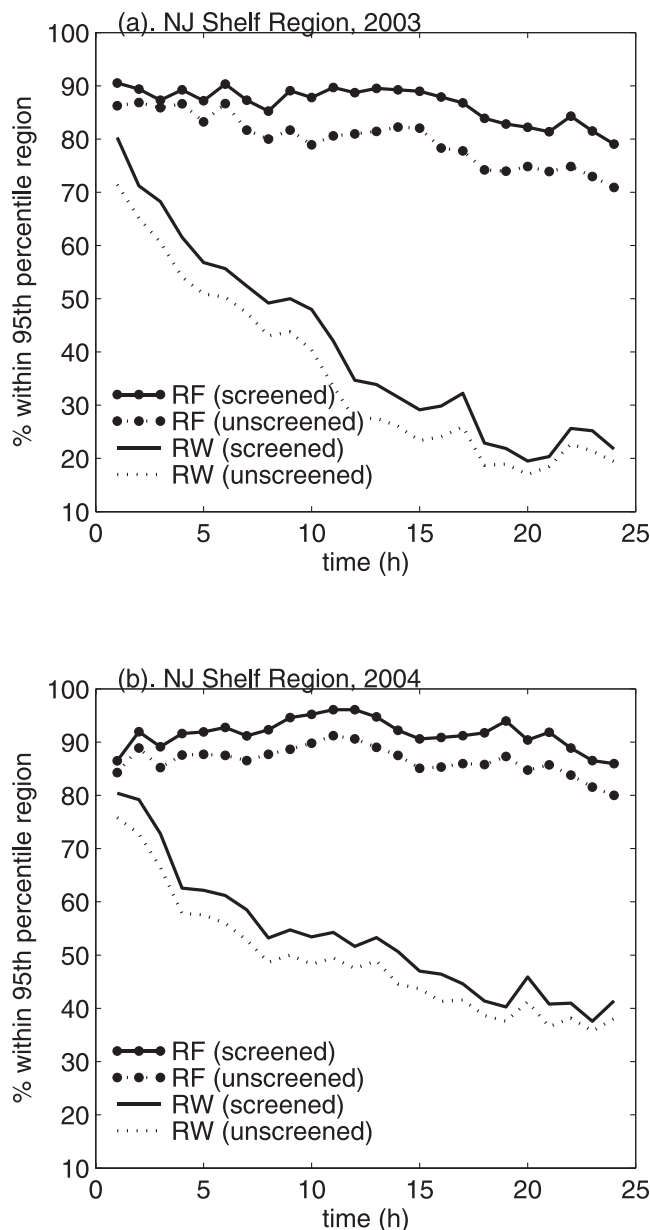 (a). NJ Shelf Region, 2003
100
90
80
70
60
50
40
30
20
10
% within 95th percentile region
RF (screened)
RF (unscreened)
RW (screened)
RW (unscreened)
0 5 10 15 20 25
time (h)
(b). NJ Shelf Region, 2004
100
90
80
70
60
50
40
30
20
10
% within 95th percentile region
RF (screened)
RF (unscreened)
RW (screened)
RW (unscreened)
0 5 10 15 20 25
time (h)